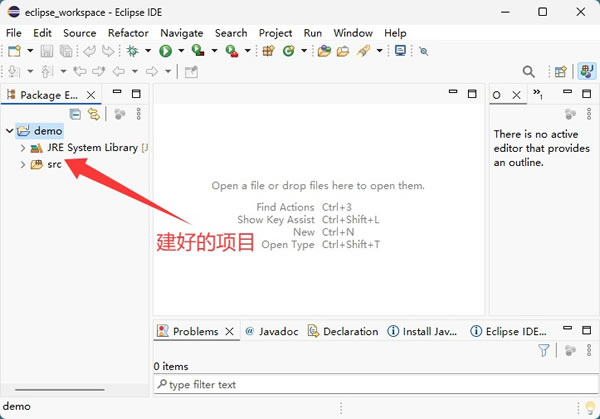 eclipse_workspace - Eclipse IDE
File Edit Source Refactor Navigate Search Project Run Window Help
Package E...
demo
JRE System Library [J
src
Open a file or drop files here to open them.
Find Actions Ctrl+3
Show Key Assist Ctrl+Shift+L
New Ctrl+N
Open Type Ctrl+Shift+T
建好的项目
O
»1
There is no active
editor that provides
an outline.
Problems @ Javadoc Declaration Install Jav... Eclipse IDE...
0 items
type filter text
demo